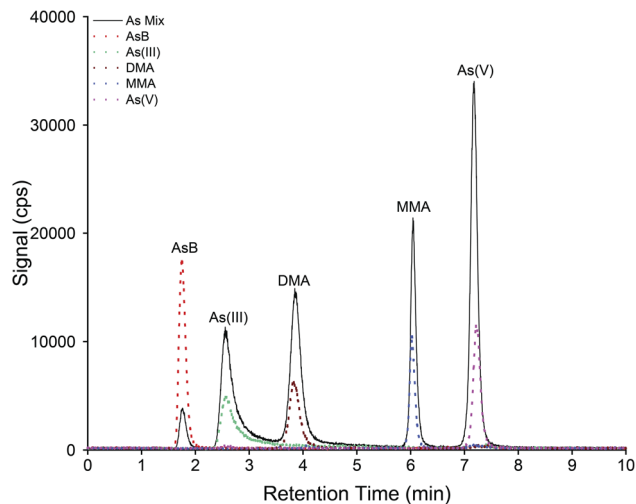 40000
As Mix
AsB
As(III)
DMA
MMA
As(V)
As(V)
30000
MMA
20000
AsB
DMA
As(III)
10000
0
Signal (cps)
0 1 2 3 4 5 6 7 8 9 10
Retention Time (min)